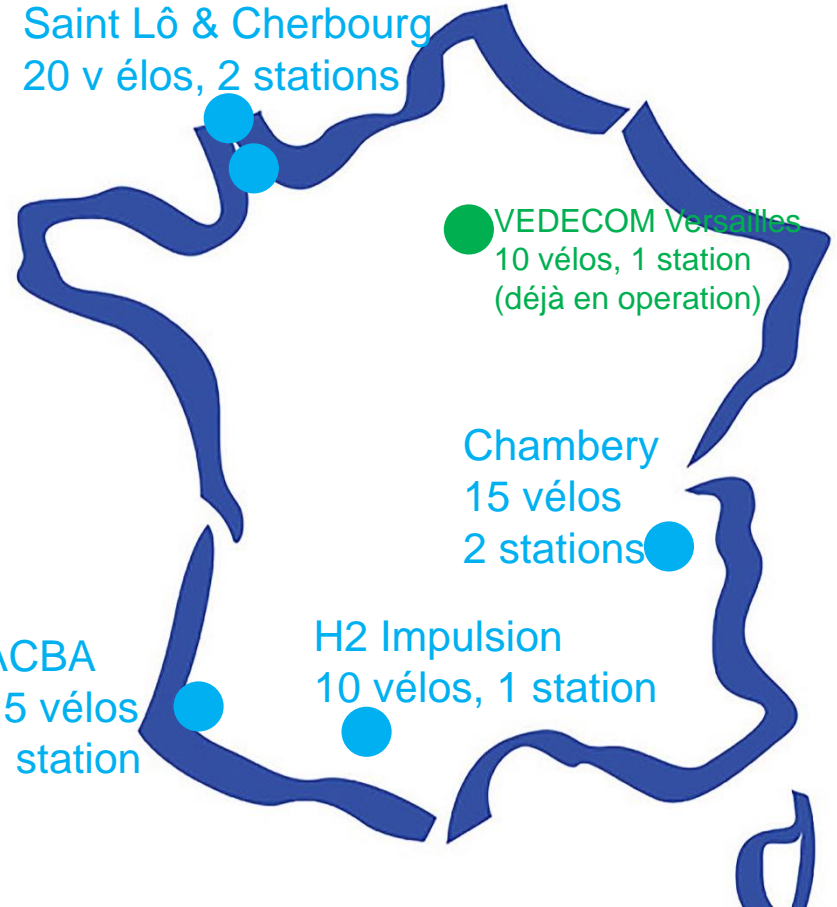 Saint Lô & Cherbourg
20 v élos, 2 stations
VEDECOM Versailles
10 vélos, 1 station
(déjà en operation)
Chambery
15 vélos
2 stations
H2 Impulsion
10 vélos, 1 station
ACBA
5 vélos
station